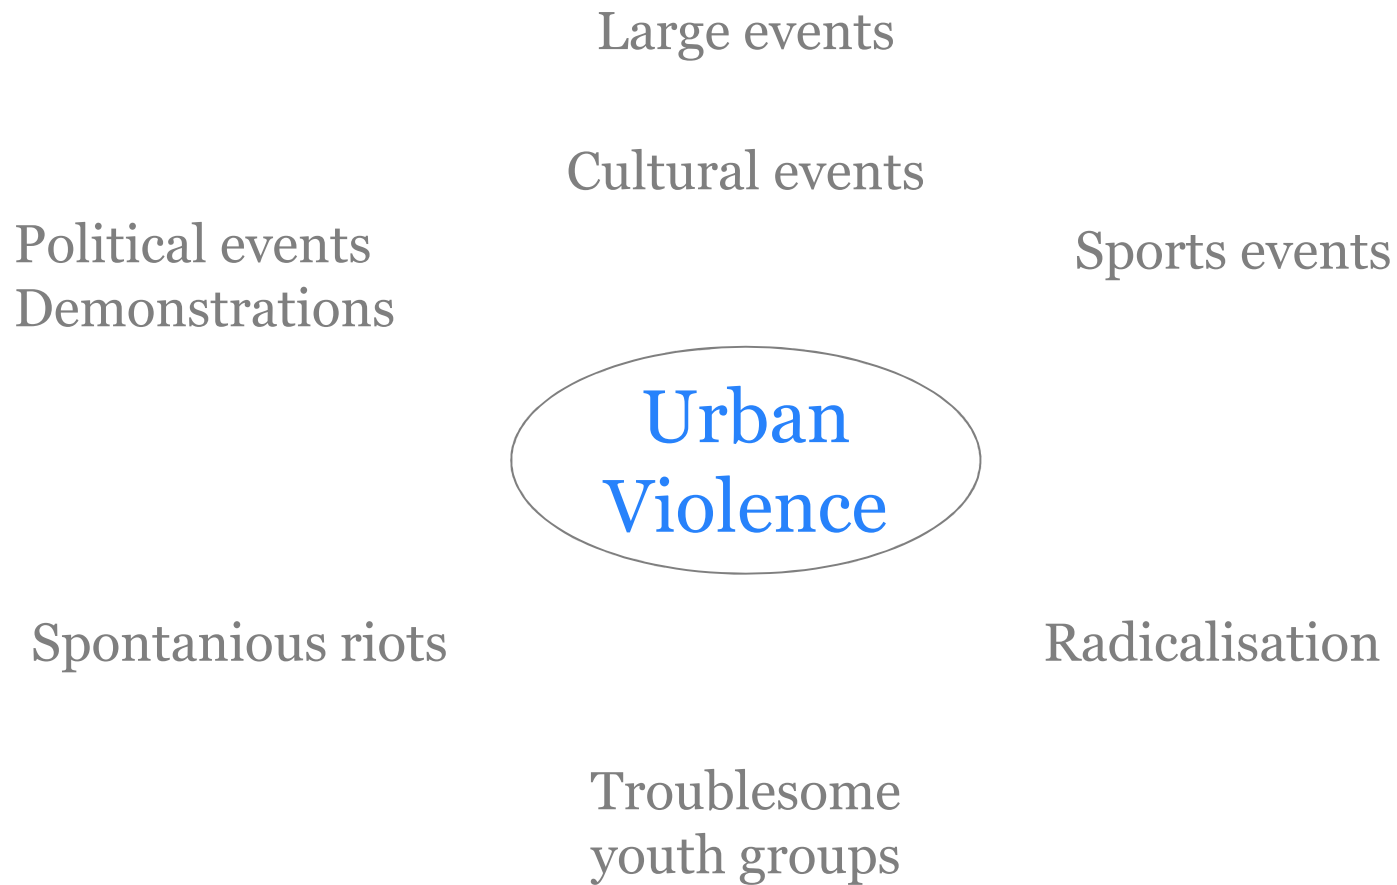 Large events
Cultural events
Political events
Demonstrations
Sports events
Urban
Violence
Spontanious riots
Radicalisation
Troublesome
youth groups